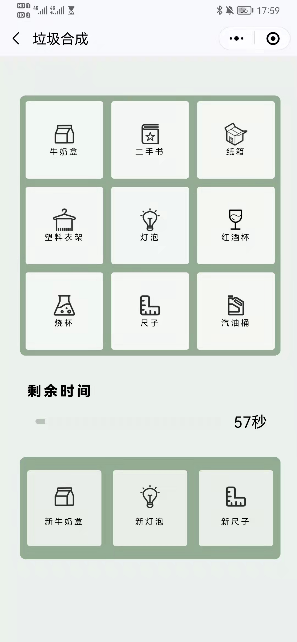 17:59
垃圾合成
牛奶盒 二手书 纸箱
塑料衣架 灯泡 红酒杯
烧杯 尺子 汽油桶
剩余时间
57秒
新牛奶盒 新灯泡 新尺子